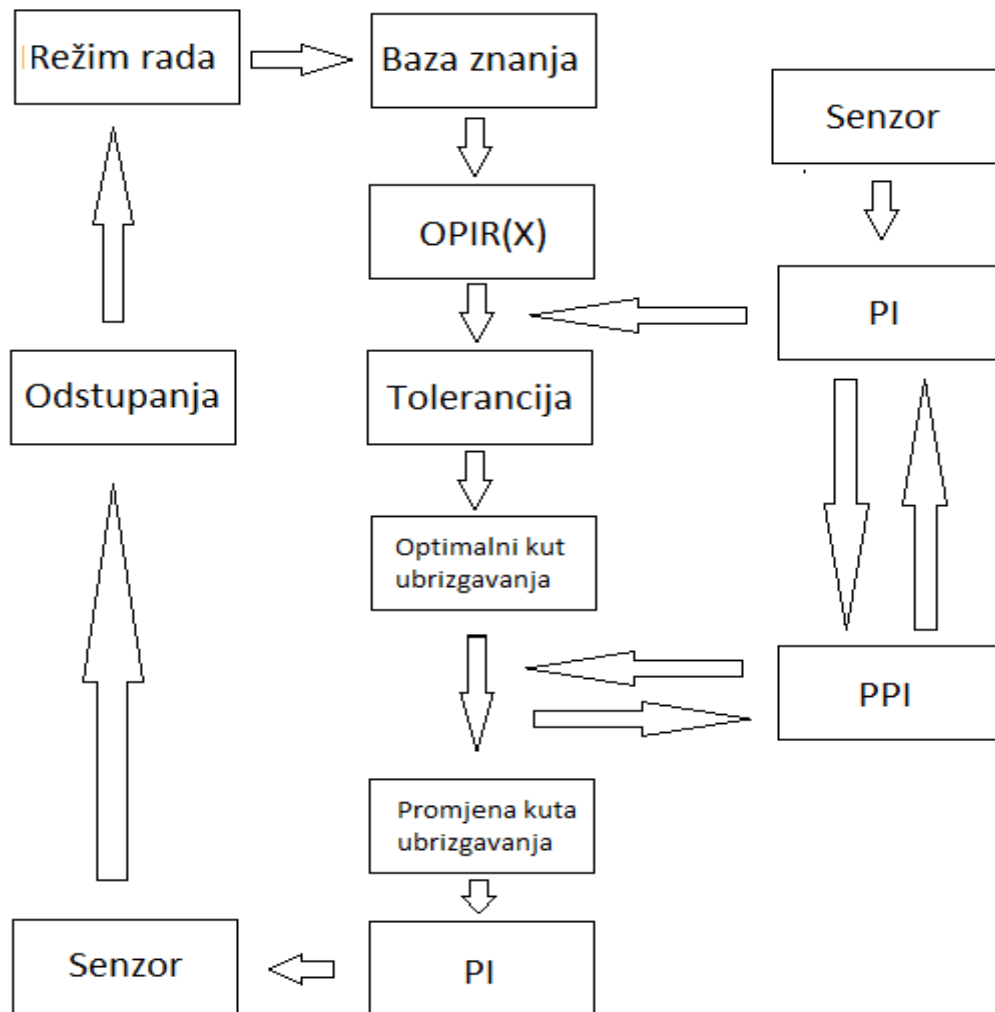 Režim rada
Baza znanja
Senzor
OPIR(X)
PI
Odstupanja
Tolerancija
Optimalni kut
ubrizgavanja
PPI
Promjena kuta
ubrizgavanja
Senzor
PI